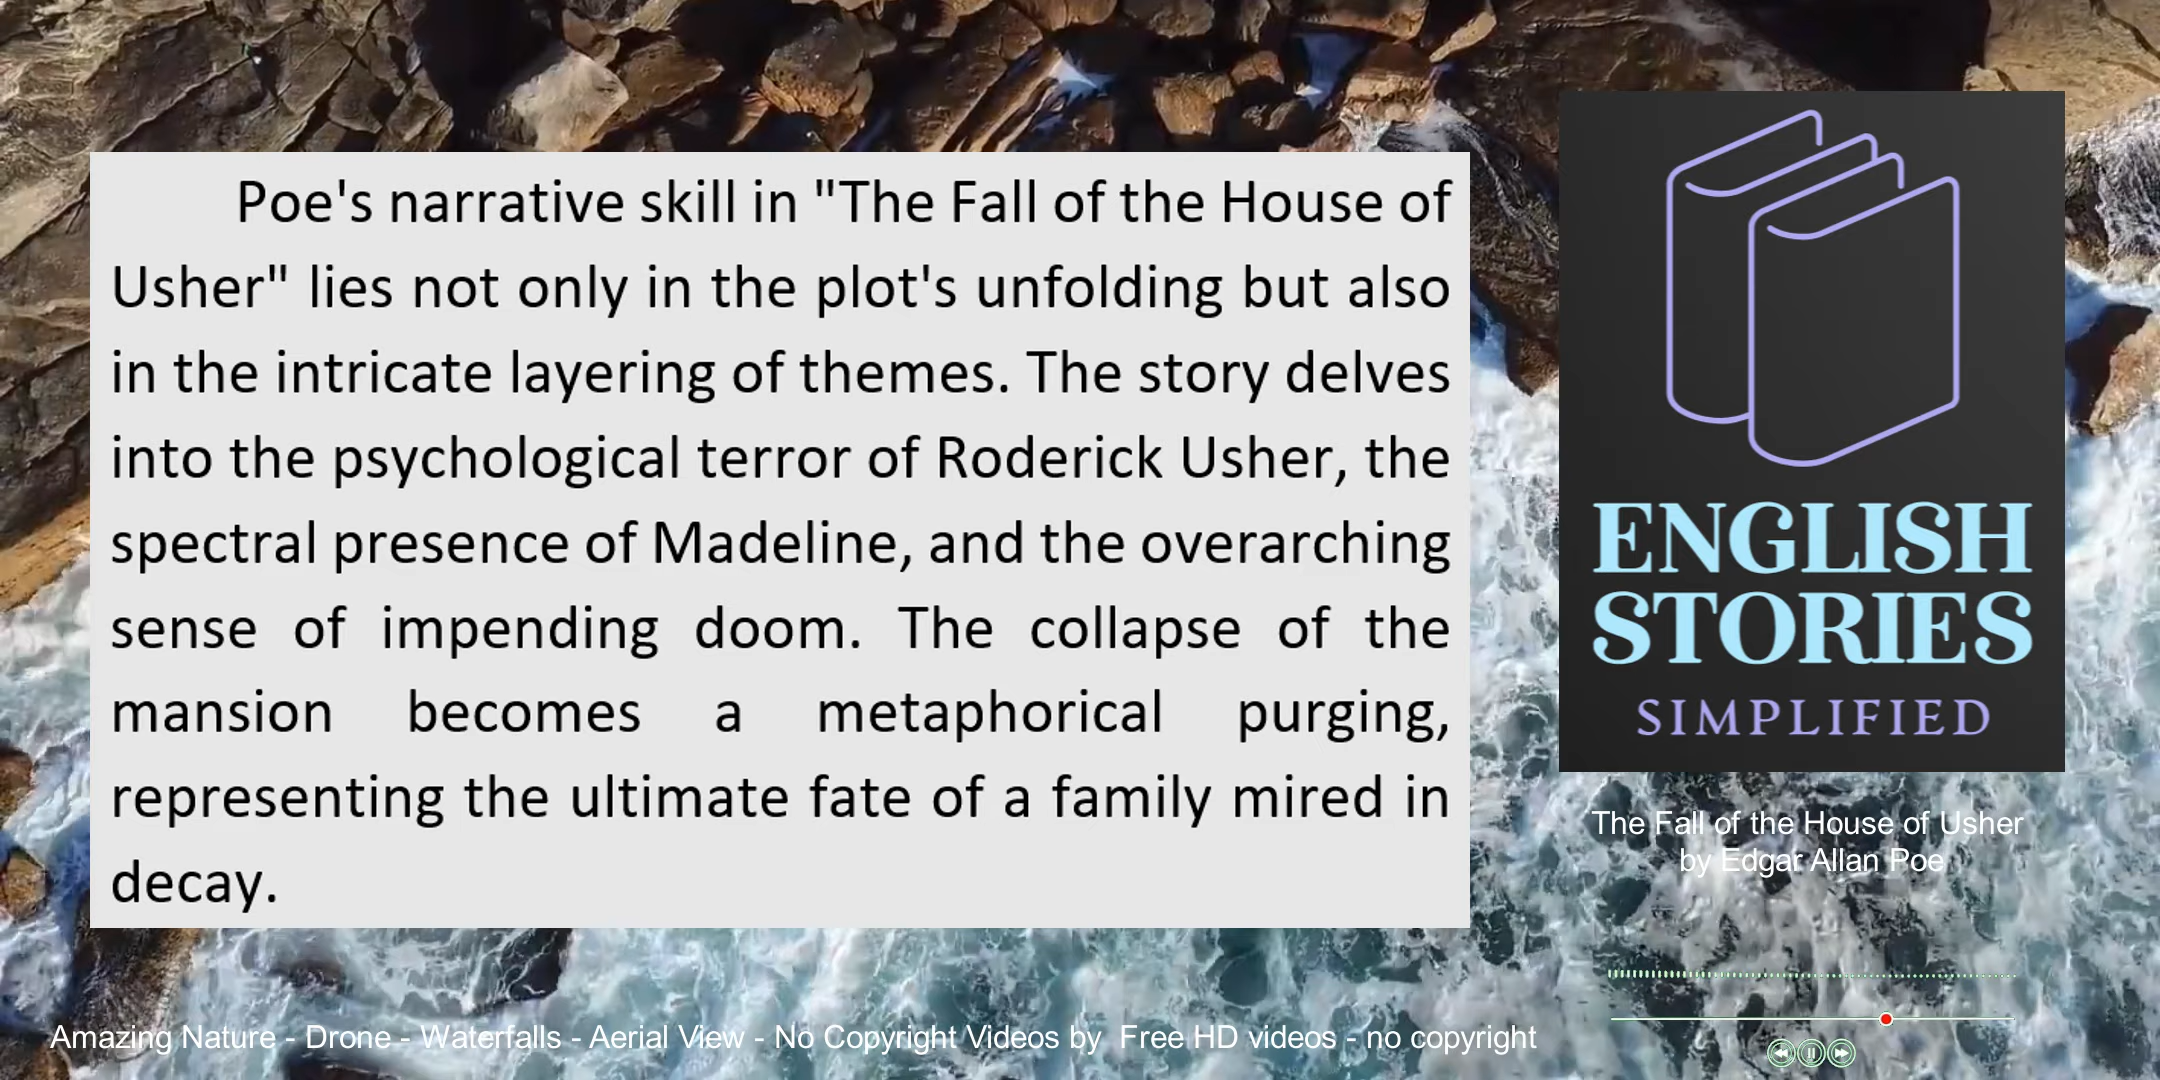 Poe's narrative skill in "The Fall of the House of
Usher" lies not only in the plot's unfolding but also
in the intricate layering of themes. The story delves
into the psychological terror of Roderick Usher, the
spectral presence of Madeline, and the overarching
sense of impending doom. The collapse of the
mansion becomes a metaphorical purging,
representing the ultimate fate of a family mired in
decay.
ENGLISH
STORIES
SIMPLIFIED
The Fall of the House of Usher
by Edgar Allan Poe
Amazing Nature - Drone - Waterfalls - Aerial View - No Copyright Videos by  Free HD videos - no copyright